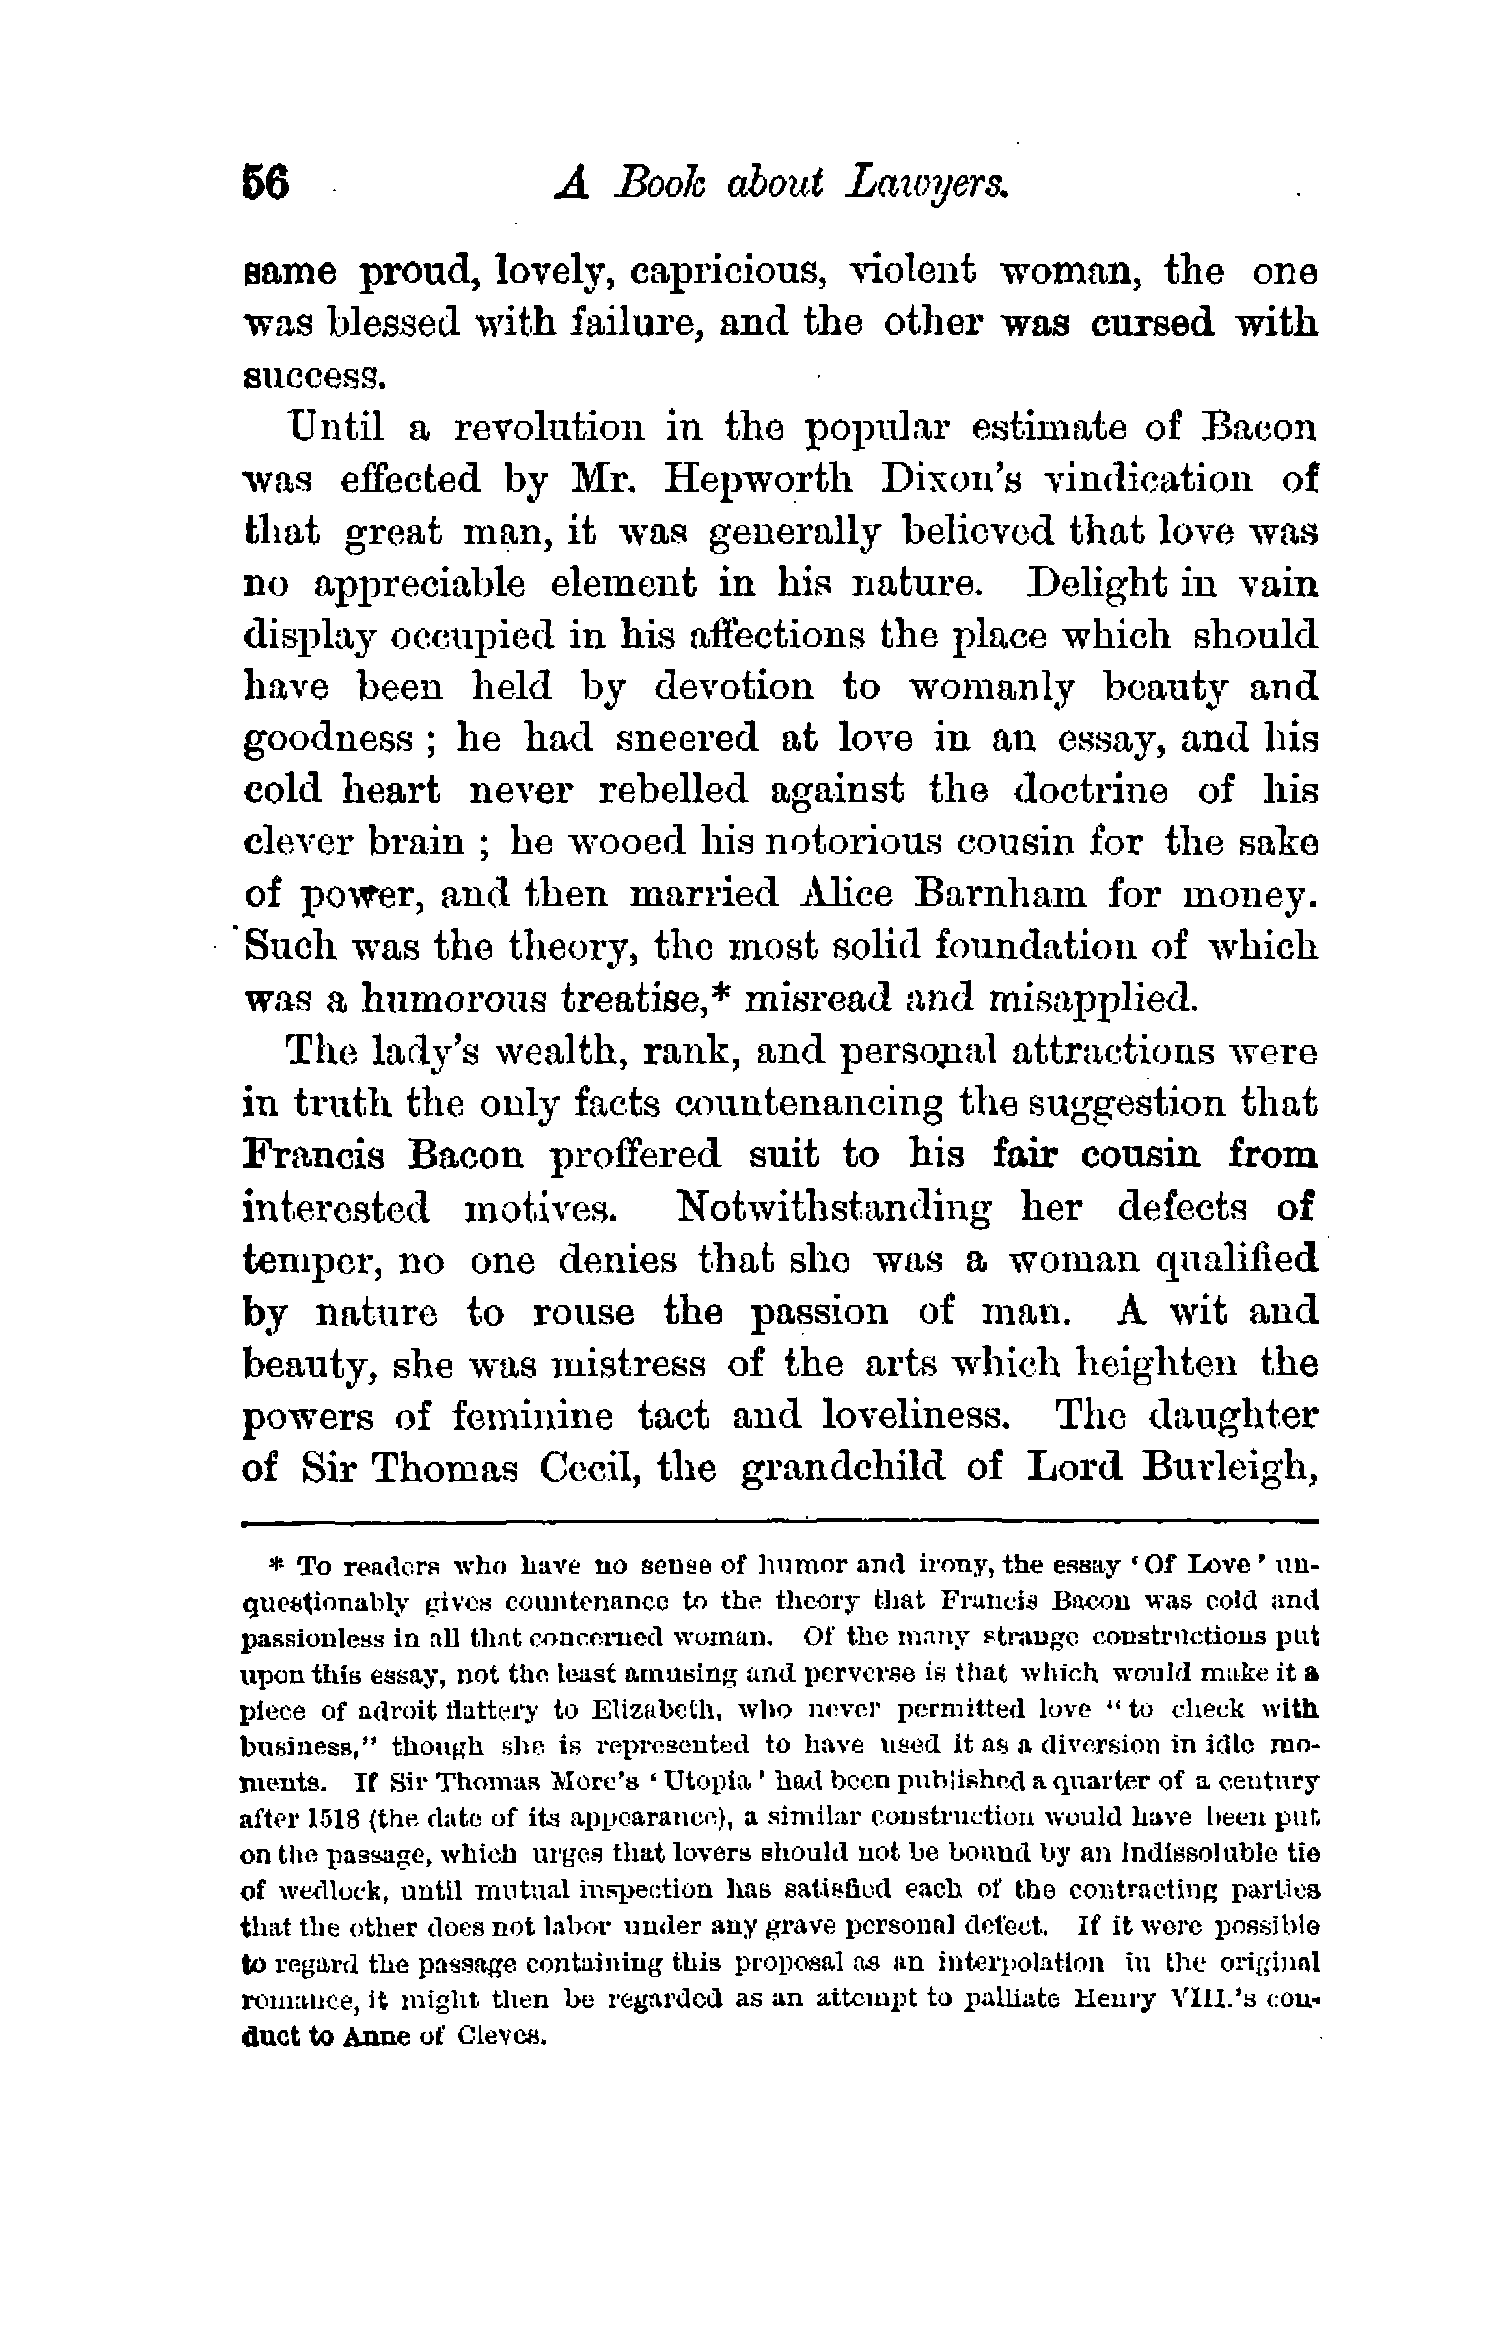 56 A Book about Lawyers.
same proud, lovely, capricious, violent woman, the one
was blessed with failure, and the other was cursed with
success.
Until a revolution in the popular estimate of Bacon
was effected by Mr. Hepworth Dixon's vindication of
that great man, it was generally believed that love was
no appreciable element in his nature. Delight in vain
display occupied in his affections the place which should
have been held by devotion to womanly beauty and
goodness ; he had sneered at love in an essay, and his
cold heart never rebelled against the doctrine of his
clever brain ; he wooed his notorious cousin for the sake
of power, and then married Alice Barnham for money.
Such was the theory, the most solid foundation of which
was a humorous treatise,* misread and misapplied.
The lady's wealth, rank, and personal attractions were
in truth the only facts countenancing the suggestion that
Francis Bacon proffered suit to his fair cousin from
interested motives. Notwithstanding her defects of
temper, no one denies that she was a woman qualified
by nature to rouse the passion of man. A wit and
beauty, she was mistress of the arts which heighten the
powers of feminine tact and loveliness. The daughter
of Sir Thomas Cecil, the grandchild of Lord Burleigh,
* To readers who have no sense of humor and irony, the essay 'Of Love' un-
questionably gives countenance to the theory that Francis Bacon was cold and
passionless in all that concerned woman. Of the many strange constructions put
upon this essay, not the least amusing and perverse is that which would make it a
piece of adroit flattery to Elizabeth, who never permitted love "to check with
business," though she is represented to have used it as a diversion in idle mo-
ments. If Sir Thomas More's 'Utopia' had been published a quarter of a century
after 1518 (the date of its appearance), a similar construction would have been put
on the passage, which urges that lovers should not be bound by an indissoluble tie
of wedlock, until mutual inspection has satisfied each of the contracting parties
that the other does not labor under any grave personal defect. If it were possible
to regard the passage containing this proposal as an interpolation in the original
romance, it might then be regarded as an attempt to palliate Henry VIII.'s con-
duct to Anne of Cleves.